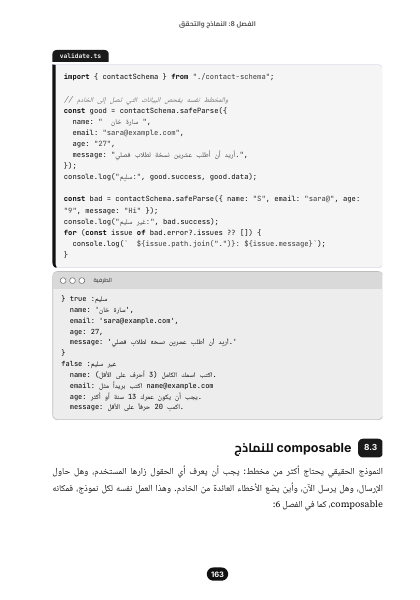 الفصل 8: النماذج والتحقق
validate.ts
import { contactSchema } from "./contact-schema";
// والمخطط نفسه يفحص البيانات التي تصل إلى الخادم
const good = contactSchema.safeParse({
name: " سارة خان ",
email: "sara@example.com",
age: "27",
message: "أريد أن أطلب عشرين نسخة لطلاب فصلي.",
});
console.log("سليم:", good.success, good.data);
const bad = contactSchema.safeParse({ name: "S", email: "sara@", age:
"9", message: "Hi" });
console.log("غير سليم:", bad.success);
for (const issue of bad.error?.issues ?? []) {
console.log(`  ${issue.path.join(".")}: ${issue.message}`);
}
الطرفية
سليم: true {
name: 'سارة خان',
email: 'sara@example.com',
age: 27,
message: 'أريد أن أطلب عشرين نسخة لطلاب فصلي.'
}
غير سليم: false
name: اكتب اسمك الكامل (3 أحرف على الأقل).
email: اكتب بريداً مثل name@example.com
age: يجب أن يكون عمرك 13 سنة أو أكثر.
message: اكتب 20 حرفاً على الأقل.
8.3 composable للنماذج
النموذج الحقيقي يحتاج أكثر من مخطط: يجب أن يعرف أي الحقول زارها المستخدم، وهل حاول
الإرسال، وهل يرسل الآن، وأين يضع الأخطاء العائدة من الخادم. وهذا العمل نفسه لكل نموذج، فمكانه
composable، كما في الفصل 6:
163